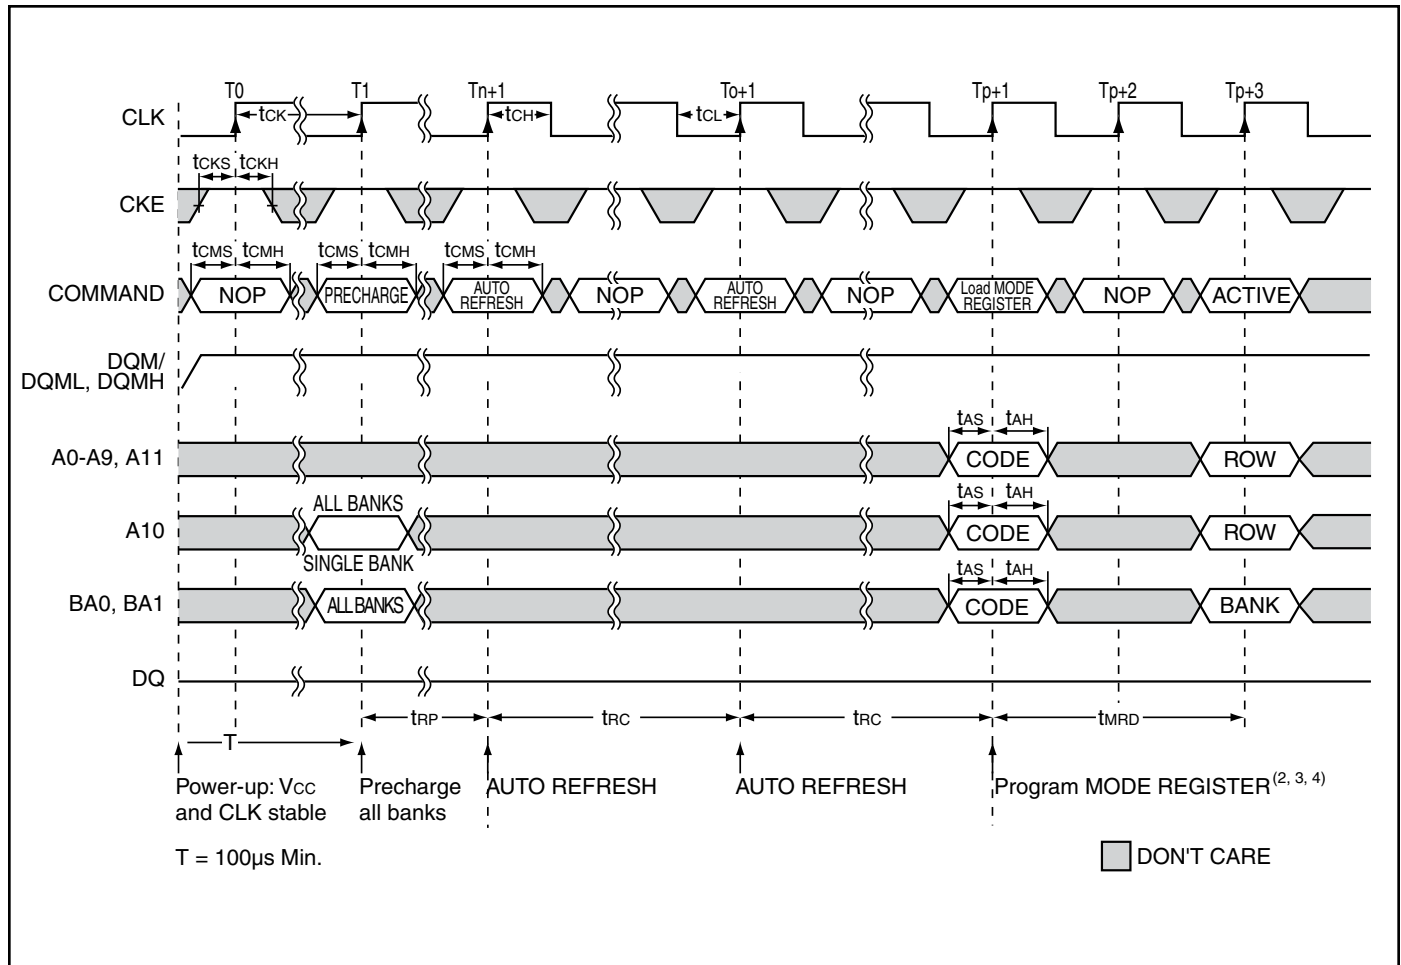 T0 T1 Tn+1 To+1 Tp+1 Tp+2 Tp+3
CLK tCK tCH tCL
tCKS tCKH
CKE
tCMS tCMH tCMS tCMH tCMS tCMH
COMMAND NOP PRECHARGE AUTO REFRESH NOP AUTO REFRESH NOP Load MODE REGISTER NOP ACTIVE
DQM/
DQML, DQMH
tAS tAH
A0-A9, A11 CODE ROW
ALL BANKS tAS tAH
A10 CODE ROW
SINGLE BANK tAS tAH
BA0, BA1 ALL BANKS CODE BANK
DQ
tRP tRC tRC tMRD
T
Power-up: VCC Precharge AUTO REFRESH AUTO REFRESH Program MODE REGISTER(2, 3, 4)
and CLK stable all banks
T = 100µs Min. DON'T CARE